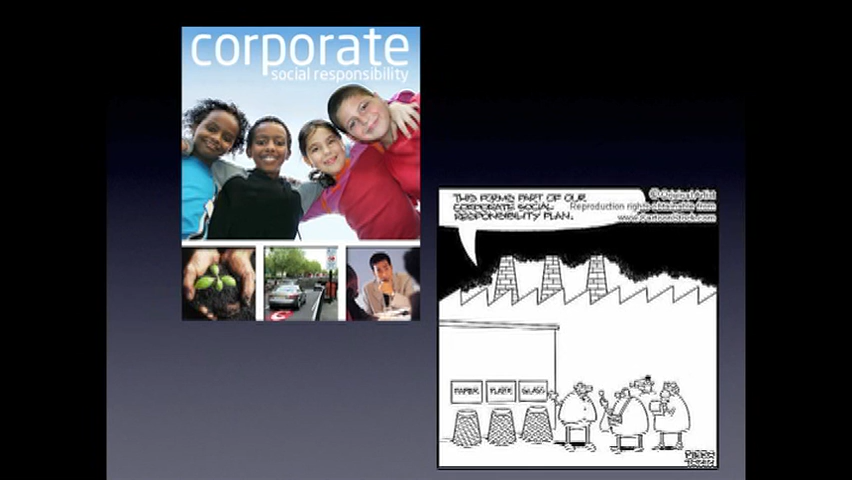 corporate
social responsibility
THIS FORMS PART OF OUR
CORPORATE SOCIAL
RESPONSIBILITY PLAN.
© Original Artist
Reproduction rights obtainable from
www.CartoonStock.com
PAPER
PLASTIC
GLASS